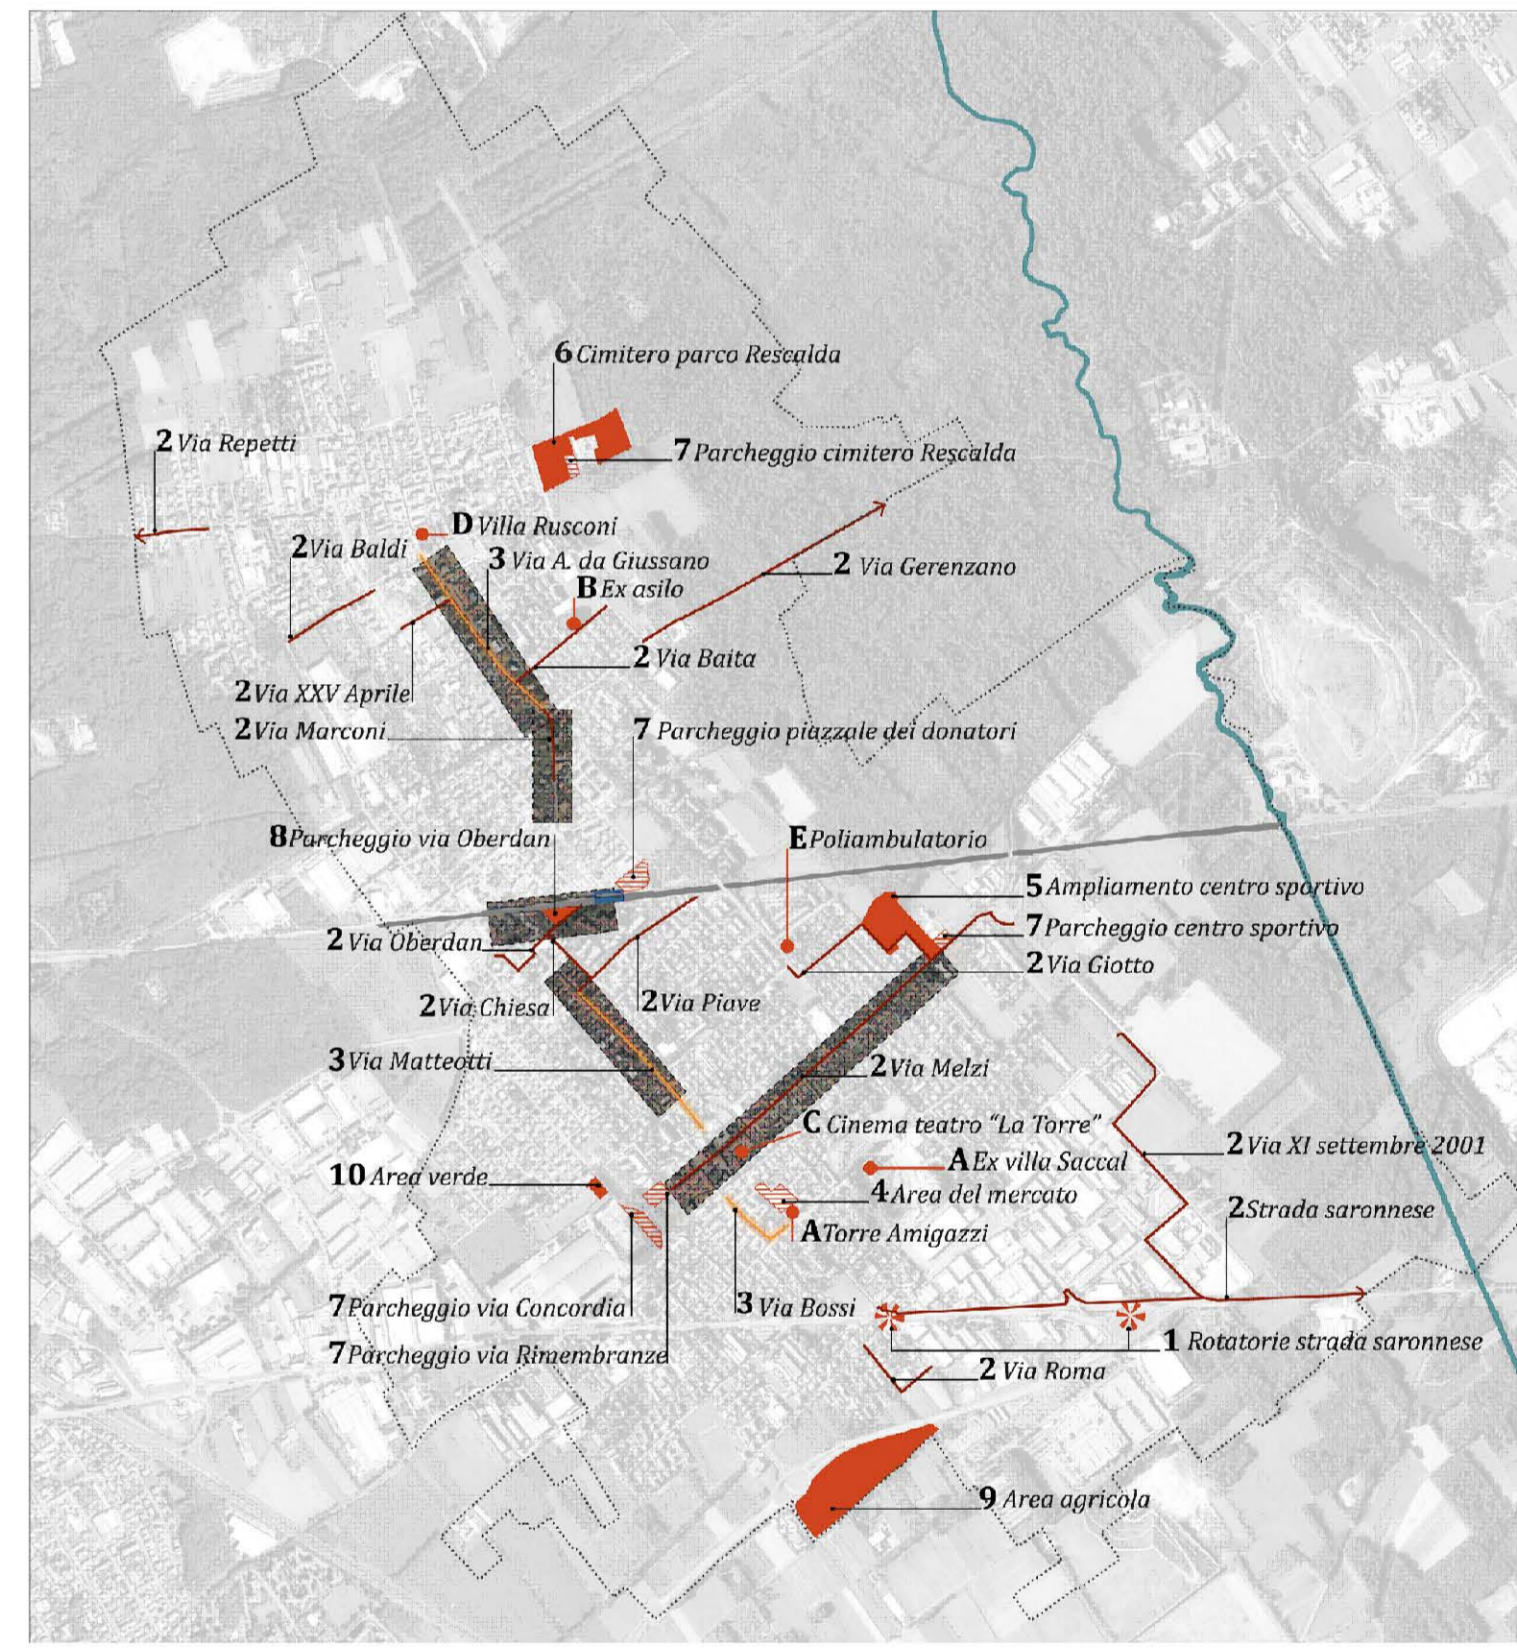 6 Cimitero parco Rescalda
2 Via Repetti
7 Parcheggio cimitero Rescalda
D Villa Rusconi
2 Via Baldi
3 Via A. da Giussano
2 Via Gerenzano
B Ex asilo
2 Via Baita
2 Via XXV Aprile
2 Via Marconi
7 Parcheggio piazzale dei donatori
8 Parcheggio via Oberdan
E Poliambulatorio
5 Ampliamento centro sportivo
7 Parcheggio centro sportivo
2 Via Oberdan
2 Via Giotto
2 Via Chiesa
2 Via Piave
3 Via Matteotti
2 Via Melzi
C Cinema teatro “La Torre”
2 Via XI settembre 2001
A Ex villa Saccal
10 Area verde
4 Area del mercato
2 Strada saronnese
A Torre Amigazzi
7 Parcheggio via Concordia
3 Via Bossi
7 Parcheggio via Rimembranze
1 Rotatorie strada saronnese
2 Via Roma
9 Area agricola